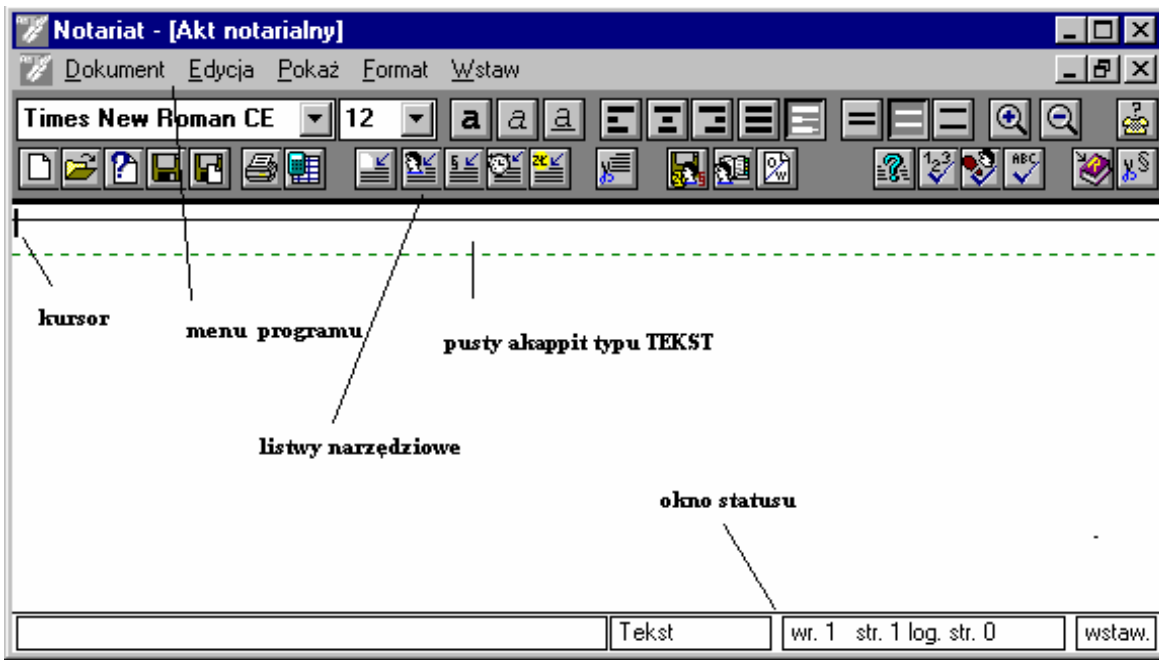 Notariat - [Akt notarialny]
Dokument Edycja Pokaż Format Wstaw
Times New Roman CE 12 a a a
kursor
menu programu
pusty akappit typu TEKST
listwy narzędziowe
okno statusu
Tekst wr. 1 str. 1 log. str. 0 wstaw.